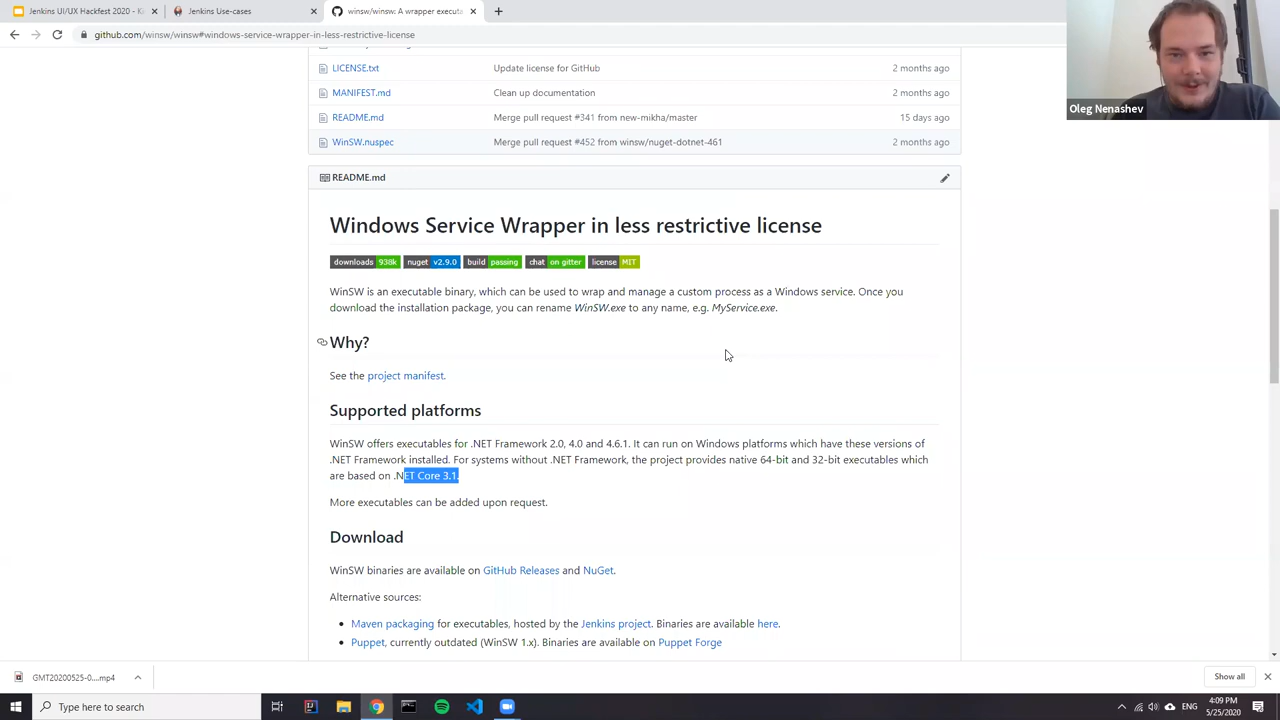 Jenkins UI/UX Hackfest 2020 - Ki
Jenkins Use-cases
winsw/winsw: A wrapper executa
github.com/winsw/winsw#windows-service-wrapper-in-less-restrictive-license
LICENSE.txt
Update license for GitHub
2 months ago
MANIFEST.md
Clean up documentation
2 months ago
README.md
Merge pull request #341 from new-mikha/master
15 days ago
WinSW.nuspec
Merge pull request #452 from winsw/nuget-dotnet-461
2 months ago
Oleg Nenashev
README.md
Windows Service Wrapper in less restrictive license
downloads 938k nuget v2.9.0 build passing chat on gitter license MIT
WinSW is an executable binary, which can be used to wrap and manage a custom process as a Windows service. Once you
download the installation package, you can rename WinSW.exe to any name, e.g. MyService.exe.
Why?
See the project manifest.
Supported platforms
WinSW offers executables for .NET Framework 2.0, 4.0 and 4.6.1. It can run on Windows platforms which have these versions of
.NET Framework installed. For systems without .NET Framework, the project provides native 64-bit and 32-bit executables which
are based on .NET Core 3.1.
More executables can be added upon request.
Download
WinSW binaries are available on GitHub Releases and NuGet.
Alternative sources:
• Maven packaging for executables, hosted by the Jenkins project. Binaries are available here.
• Puppet, currently outdated (WinSW 1.x). Binaries are available on Puppet Forge
GMT20200525-0....mp4
Show all
Type here to search
ENG
4:09 PM
5/25/2020